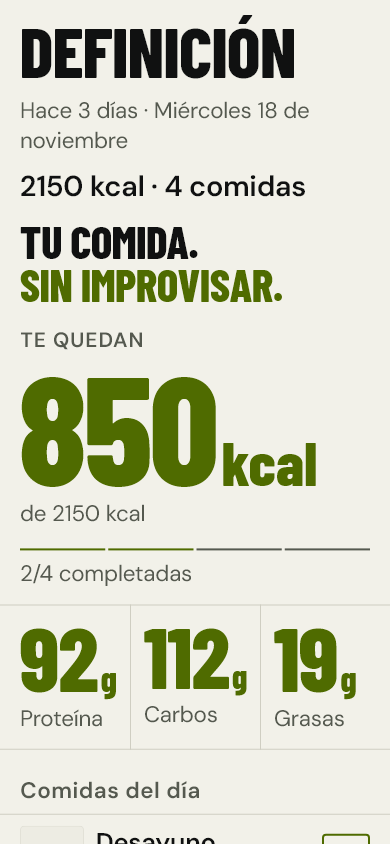 DEFINICIÓN
Hace 3 días · Miércoles 18 de
noviembre
2150 kcal · 4 comidas
TU COMIDA.
SIN IMPROVISAR.
TE QUEDAN
850kcal
de 2150 kcal
2/4 completadas
92g 112g 19g
Proteína Carbos Grasas
Comidas del día
Desayuno